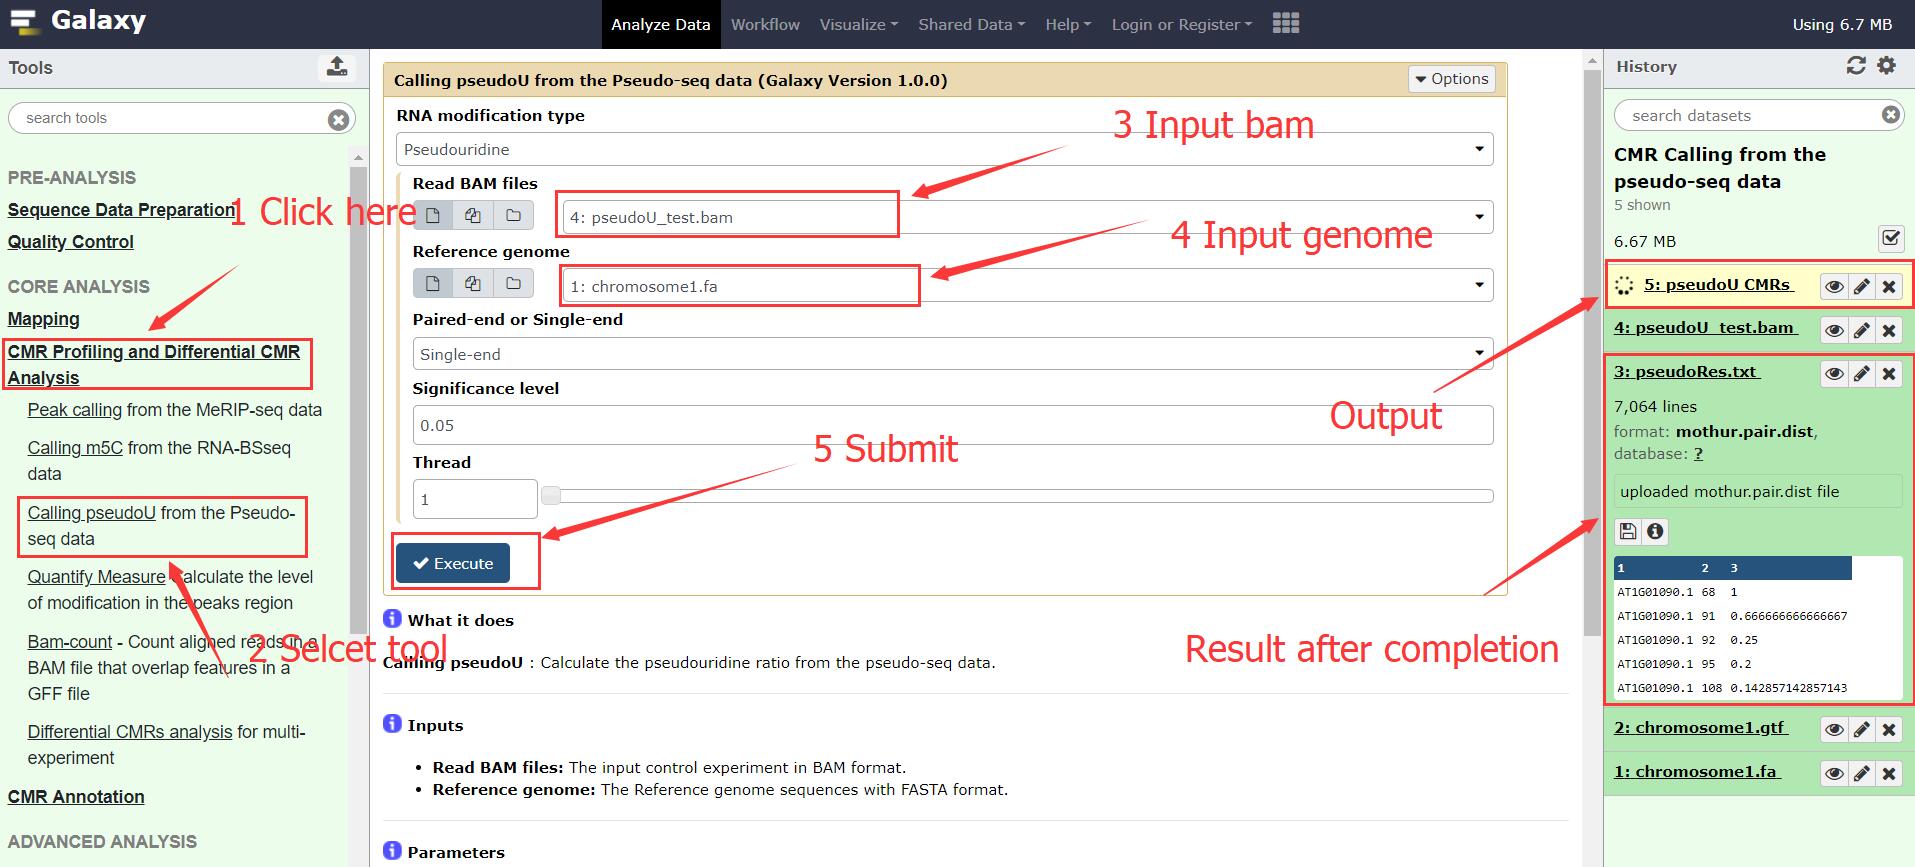 Galaxy
Analyze Data
Workflow
Visualize
Shared Data
Help
Login or Register
Using 6.7 MB
Tools
search tools
PRE-ANALYSIS
Sequence Data Preparation
Quality Control
1 Click here
CORE ANALYSIS
Mapping
CMR Profiling and Differential CMR
Analysis
Peak calling from the MeRIP-seq data
Calling m5C from the RNA-BSseq
data
Calling pseudoU from the Pseudo-
seq data
Quantify Measure Calculate the level
of modification in the peaks region
Bam-count - Count aligned reads in a
BAM file that overlap features in a
GFF file
2 Selcet tool
Differential CMRs analysis for multi-
experiment
CMR Annotation
ADVANCED ANALYSIS
Calling pseudoU from the Pseudo-seq data (Galaxy Version 1.0.0)
Options
RNA modification type
Pseudouridine
3 Input bam
Read BAM files
4: pseudoU_test.bam
Reference genome
4 Input genome
1: chromosome1.fa
Paired-end or Single-end
Single-end
Significance level
0.05
Thread
1
5 Submit
Execute
What it does
Calling pseudoU : Calculate the pseudouridine ratio from the pseudo-seq data.
Inputs
• Read BAM files: The input control experiment in BAM format.
• Reference genome: The Reference genome sequences with FASTA format.
Parameters
Output
Result after completion
History
search datasets
CMR Calling from the
pseudo-seq data
5 shown
6.67 MB
5: pseudoU CMRs
4: pseudoU_test.bam
3: pseudoRes.txt
7,064 lines
format: mothur.pair.dist,
database: ?
uploaded mothur.pair.dist file
1 2 3
AT1G01090.1 68 1
AT1G01090.1 91 0.666666666666667
AT1G01090.1 92 0.25
AT1G01090.1 95 0.2
AT1G01090.1 108 0.142857142857143
2: chromosome1.gtf
1: chromosome1.fa